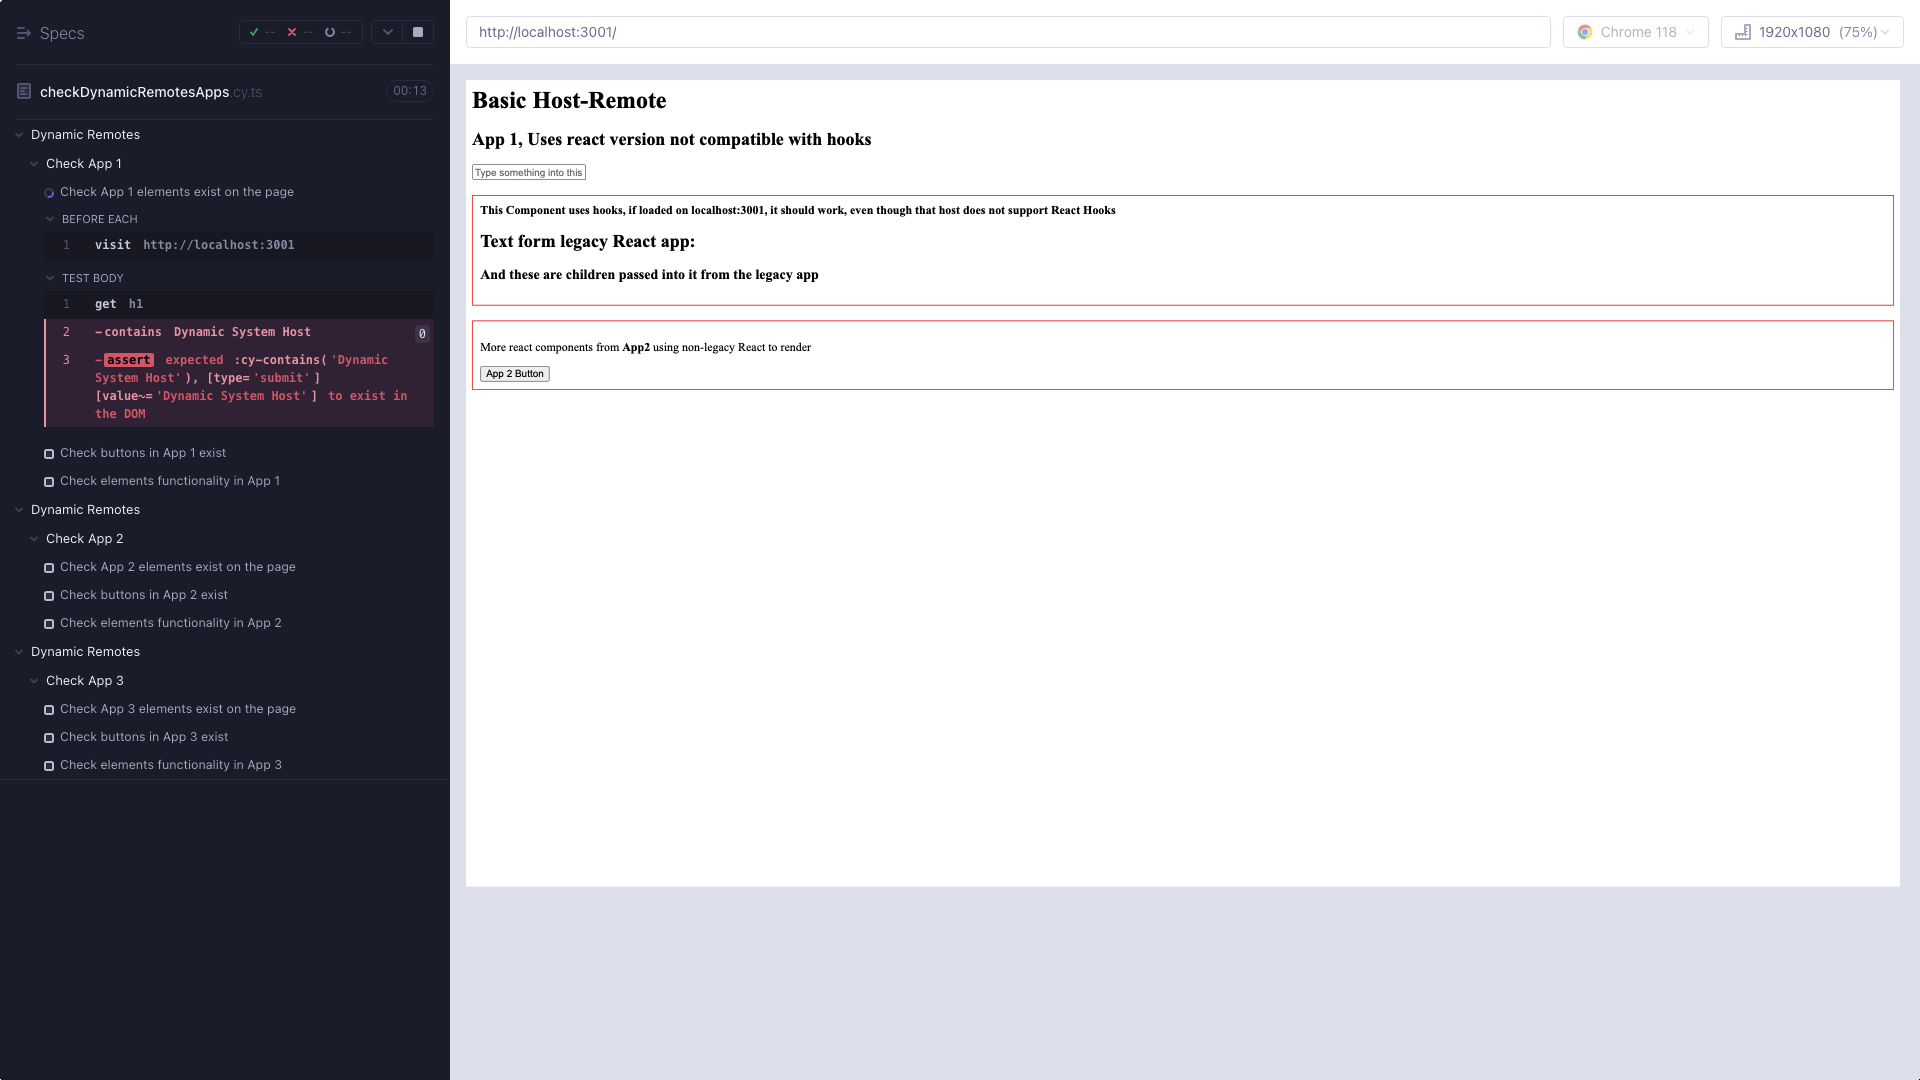 Specs
-- -- --
checkDynamicRemotesApps.cy.ts
00:13
Dynamic Remotes
Check App 1
Check App 1 elements exist on the page
BEFORE EACH
1 visit http://localhost:3001
TEST BODY
1 get h1
2 -contains Dynamic System Host 0
3 -assert expected :cy-contains('Dynamic
System Host'), [type='submit']
[value~='Dynamic System Host'] to exist in
the DOM
Check buttons in App 1 exist
Check elements functionality in App 1
Dynamic Remotes
Check App 2
Check App 2 elements exist on the page
Check buttons in App 2 exist
Check elements functionality in App 2
Dynamic Remotes
Check App 3
Check App 3 elements exist on the page
Check buttons in App 3 exist
Check elements functionality in App 3
http://localhost:3001/
Chrome 118
1920x1080 (75%)
Basic Host-Remote
App 1, Uses react version not compatible with hooks
Type something into this
This Component uses hooks, if loaded on localhost:3001, it should work, even though that host does not support React Hooks
Text form legacy React app:
And these are children passed into it from the legacy app
More react components from App2 using non-legacy React to render
App 2 Button